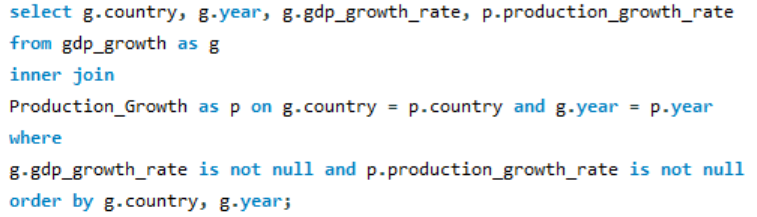 select g.country, g.year, g.gdp_growth_rate, p.production_growth_rate
from gdp_growth as g
inner join
Production_Growth as p on g.country = p.country and g.year = p.year
where
g.gdp_growth_rate is not null and p.production_growth_rate is not null
order by g.country, g.year;